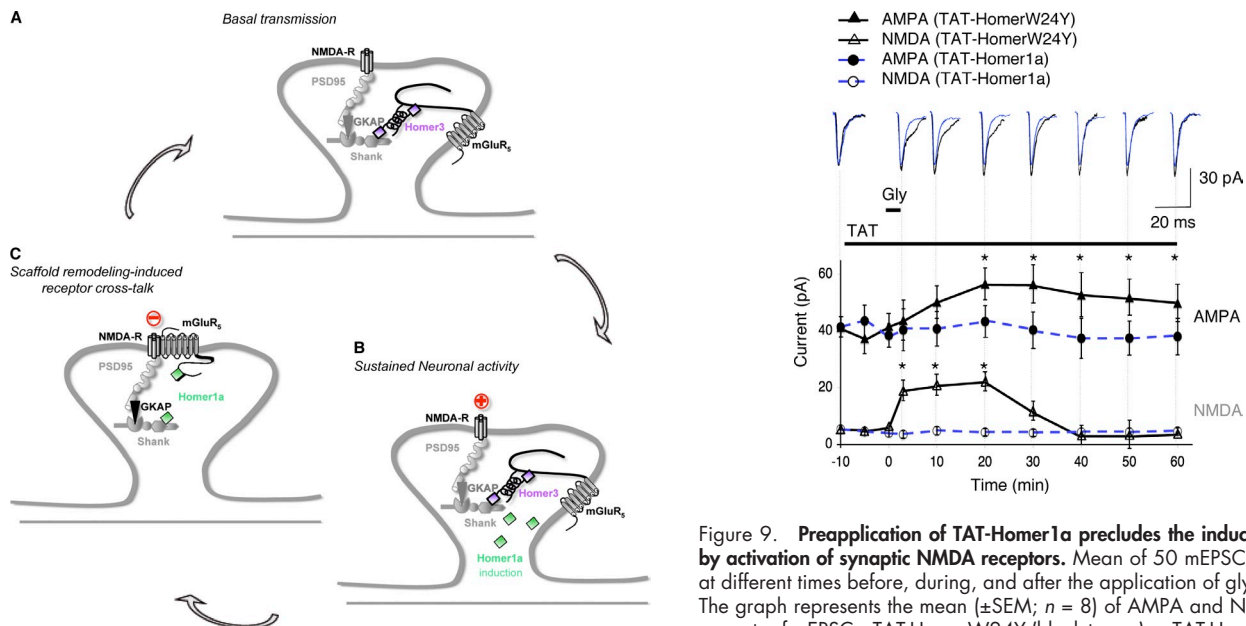 A
Basal transmission
NMDA-R
PSD95
GKAP
Homer3
Shank
mGluR5
C
Scaffold remodeling-induced
receptor cross-talk
mGluR5
NMDA-R
PSD95
Homer1a
GKAP
Shank
B
Sustained Neuronal activity
NMDA-R
PSD95
GKAP
Homer3
Shank
mGluR5
Homer1a
induction
AMPA (TAT-HomerW24Y)
NMDA (TAT-HomerW24Y)
AMPA (TAT-Homer1a)
NMDA (TAT-Homer1a)
30 pA
20 ms
Gly
TAT
* * * * *
60
40
20
0
Current (pA)
AMPA
* * *
NMDA
-10 0 10 20 30 40 50 60
Time (min)
Figure 9. Preapplication of TAT-Homer1a precludes the induc
by activation of synaptic NMDA receptors. Mean of 50 mEPSC
at different times before, during, and after the application of gly
The graph represents the mean (±SEM; n = 8) of AMPA and N